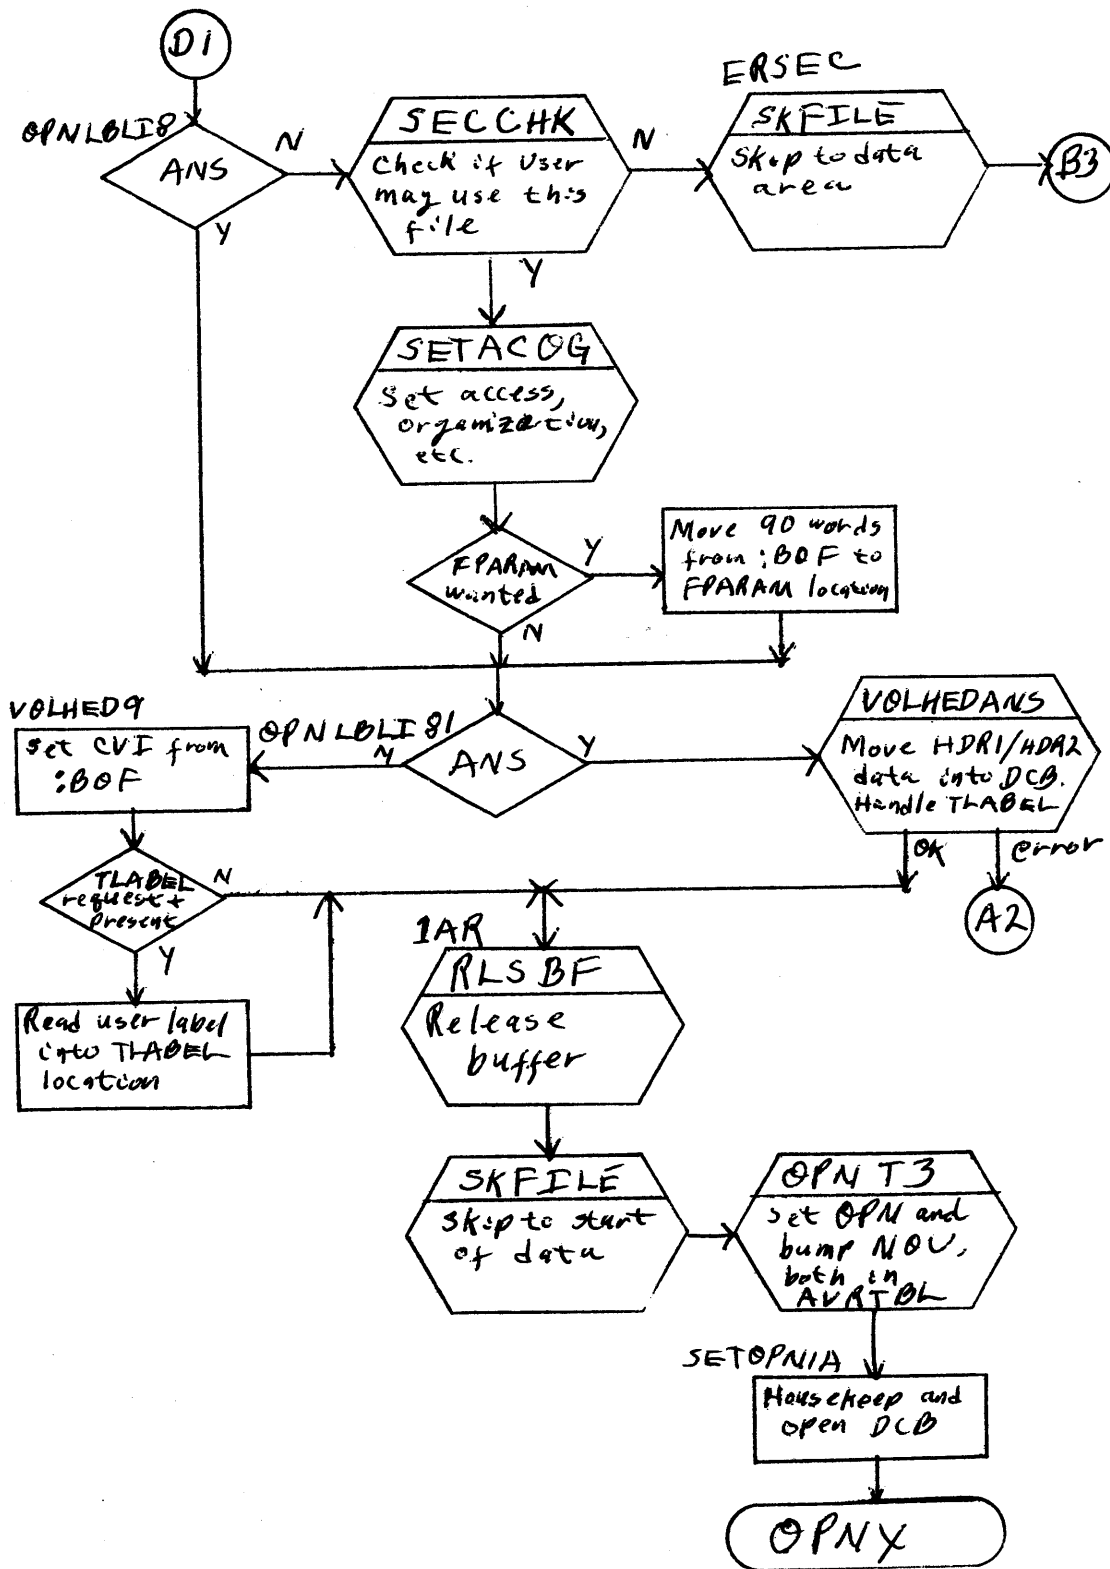 D1
OPNLBLI8
ANS
N
Y
SECCHK
Check if User
may use this
file
N
Y
ERSEC
SKFILE
Skip to data
area
B3
SETACOG
Set access,
organization,
etc.
FPARAM
wanted
Y
N
Move 90 words
from :BOF to
FPARAM location
VOLHED9
Set CVI from
:BOF
OPNLBLI81
N
ANS
Y
VOLHEDANS
Move HDR1/HDR2
data into DCB.
Handle TLABEL
OK
error
A2
TLABEL
request +
Present
N
Y
Read user label
into TLABEL
location
1AR
RLSBF
Release
buffer
SKFILE
Skip to start
of data
OPNT3
Set OPN and
bump NOU,
both in
AVRTBL
SETOPN1A
Housekeep and
open DCB
OPNX